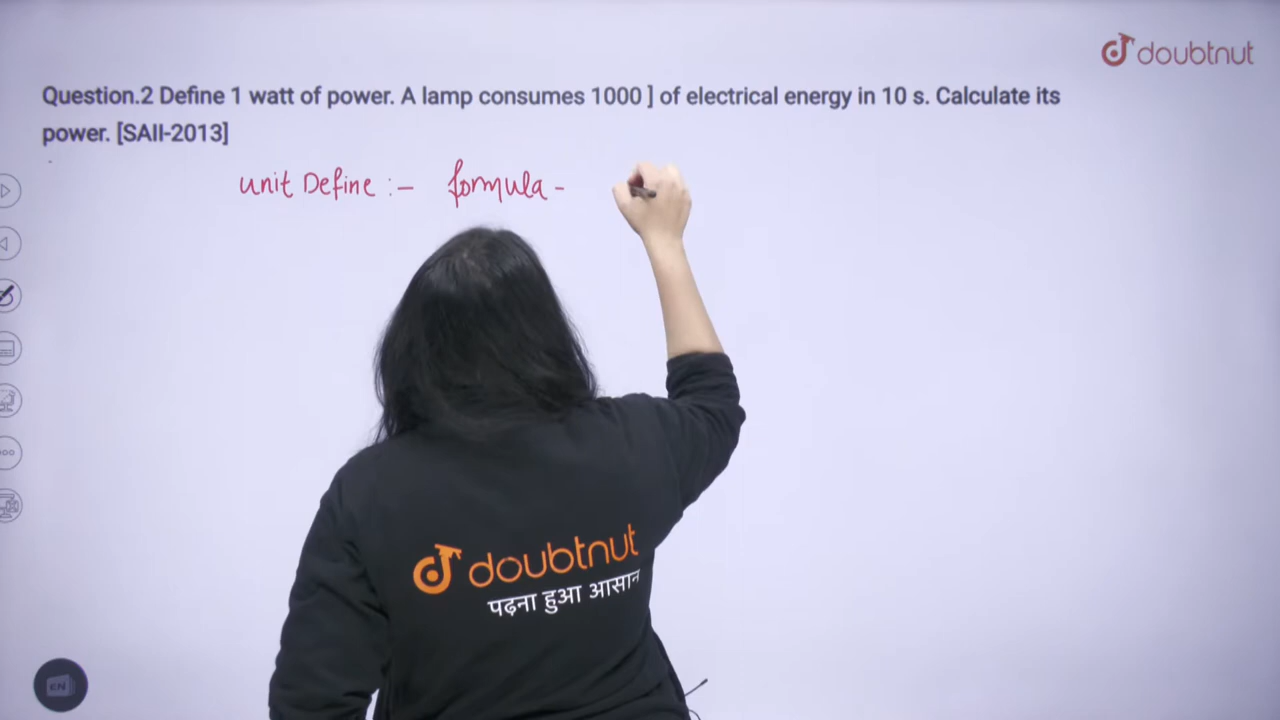 doubtnut
Question.2 Define 1 watt of power. A lamp consumes 1000 ] of electrical energy in 10 s. Calculate its
power. [SAII-2013]
unit Define :- formula -
doubtnut
पढ़ना हुआ आसान
EN